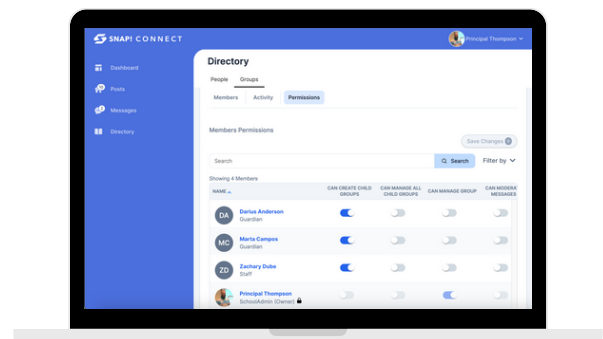 SNAP! CONNECT
Principal Thompson
Dashboard
Posts
Messages
Directory
Directory
People Groups
Members Activity Permissions
Members Permissions
Save Changes 0
Search
Search
Filter by
Showing 4 Members
NAME
CAN CREATE CHILD
GROUPS
CAN MANAGE ALL
CHILD GROUPS
CAN MANAGE GROUP
CAN MODERA
MESSAGES
DA
Darius Anderson
Guardian
MC
Marta Campos
Guardian
ZD
Zachary Dube
Staff
Principal Thompson
SchoolAdmin (Owner)